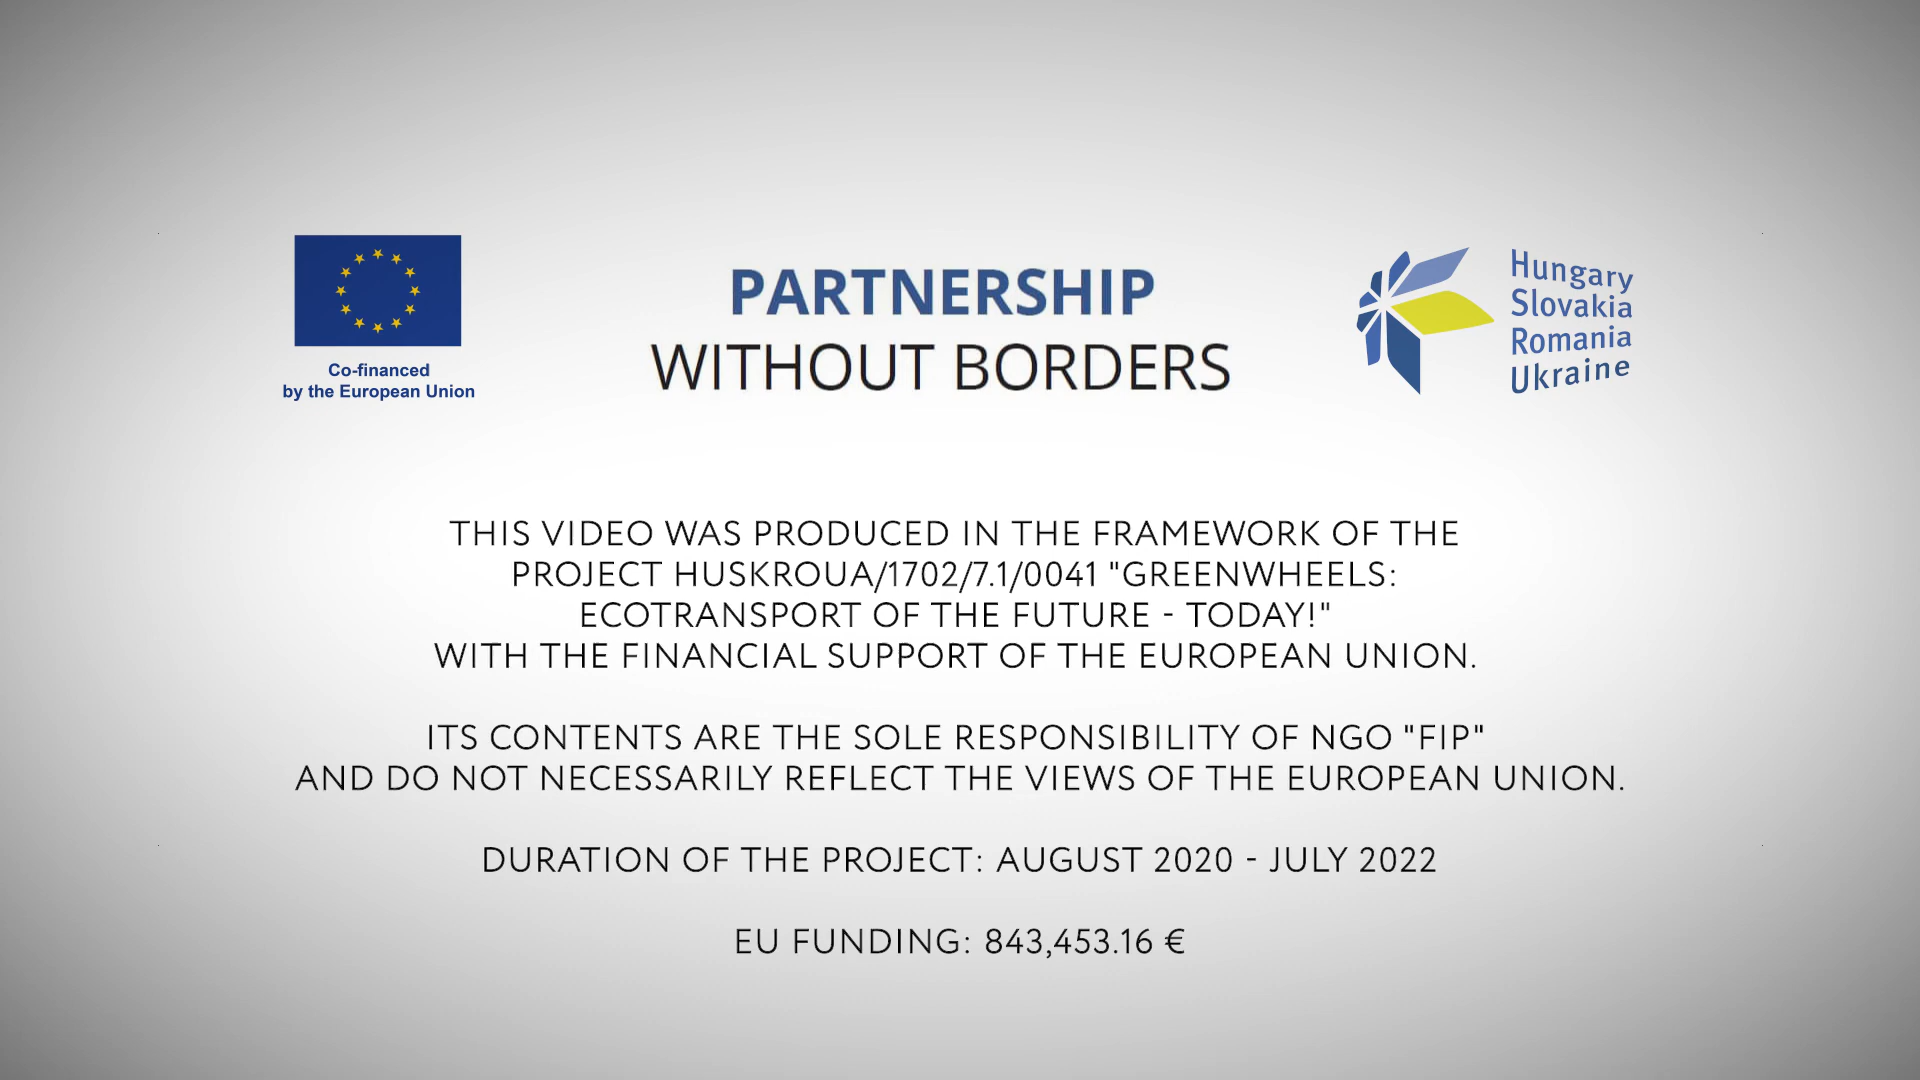 Co-financed
by the European Union
PARTNERSHIP
WITHOUT BORDERS
Hungary
Slovakia
Romania
Ukraine
THIS VIDEO WAS PRODUCED IN THE FRAMEWORK OF THE
PROJECT HUSKROUA/1702/7.1/0041 "GREENWHEELS:
ECOTRANSPORT OF THE FUTURE - TODAY!"
WITH THE FINANCIAL SUPPORT OF THE EUROPEAN UNION.
ITS CONTENTS ARE THE SOLE RESPONSIBILITY OF NGO "FIP"
AND DO NOT NECESSARILY REFLECT THE VIEWS OF THE EUROPEAN UNION.
DURATION OF THE PROJECT: AUGUST 2020 - JULY 2022
EU FUNDING: 843,453.16 €